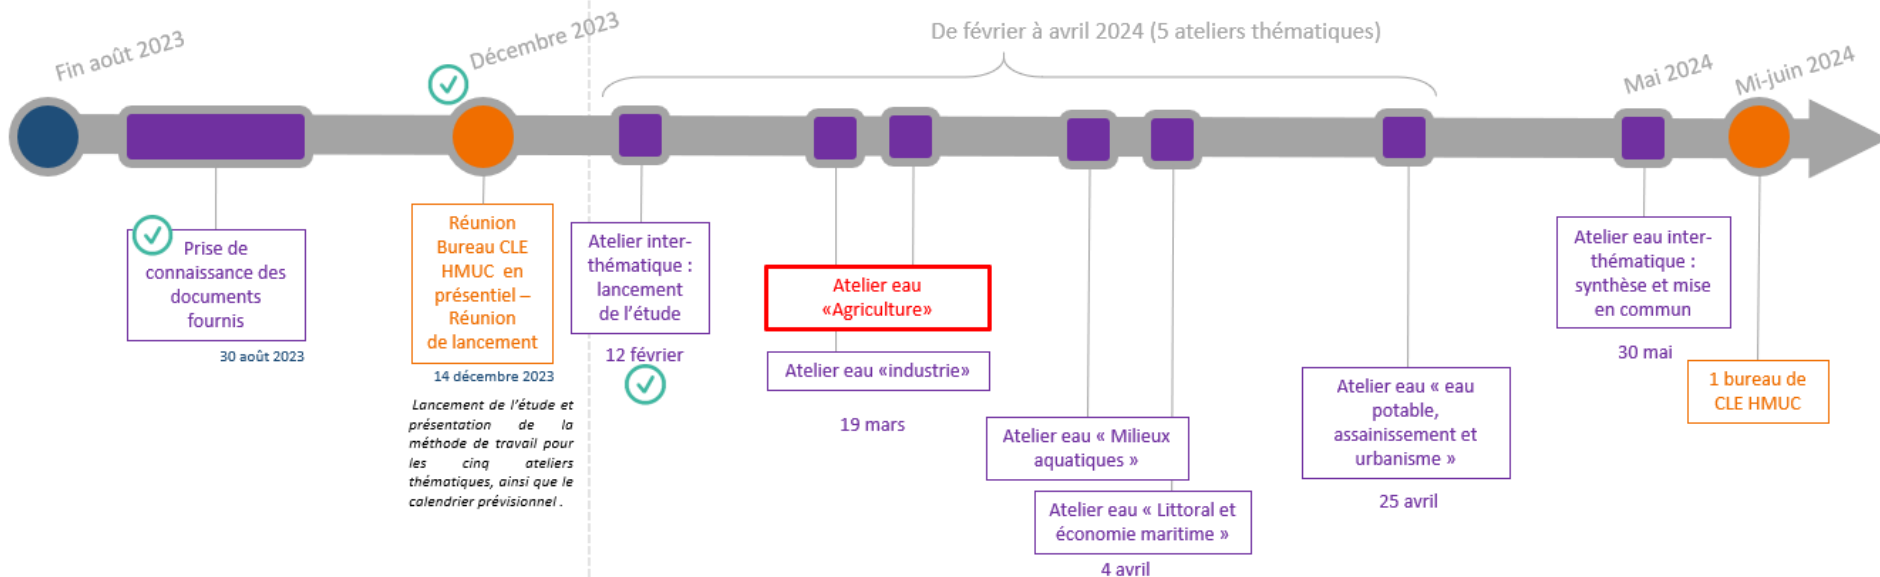 Fin août 2023
Décembre 2023
De février à avril 2024 (5 ateliers thématiques)
Mai 2024
Mi-juin 2024
Prise de
connaissance des
documents
fournis
30 août 2023
Réunion
Bureau CLE
HMUC en
présentiel –
Réunion
de lancement
14 décembre 2023
Lancement de l'étude et
présentation de la
méthode de travail pour
les cinq ateliers
thématiques, ainsi que le
calendrier prévisionnel .
Atelier inter-
thématique :
lancement
de l'étude
12 février
Atelier eau
«Agriculture»
Atelier eau «industrie»
19 mars
Atelier eau « Milieux
aquatiques »
Atelier eau « Littoral et
économie maritime »
4 avril
Atelier eau « eau
potable,
assainissement et
urbanisme »
25 avril
Atelier eau inter-
thématique :
synthèse et mise
en commun
30 mai
1 bureau de
CLE HMUC